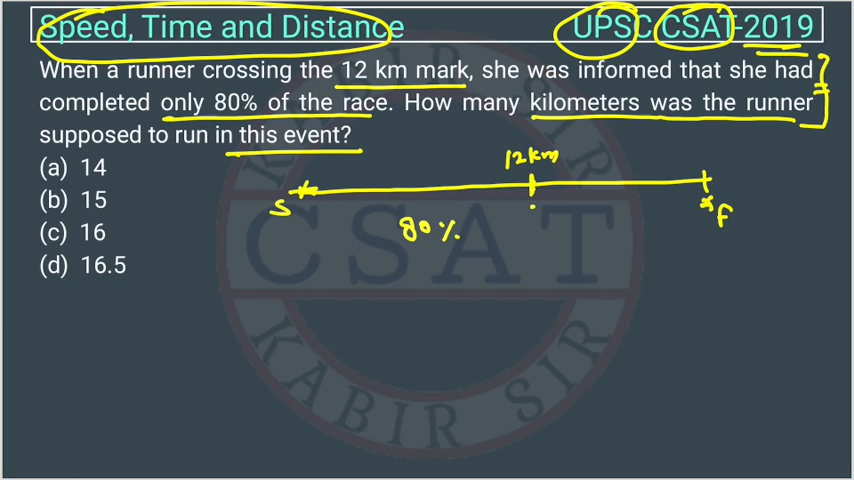 Speed, Time and Distance
UPSC CSAT-2019
When a runner crossing the 12 km mark, she was informed that she had
completed only 80% of the race. How many kilometers was the runner
supposed to run in this event?
(a) 14
(b) 15
(c) 16
(d) 16.5
12km
S
F
80%
KABIR SIR
CSAT
KABIR SIR